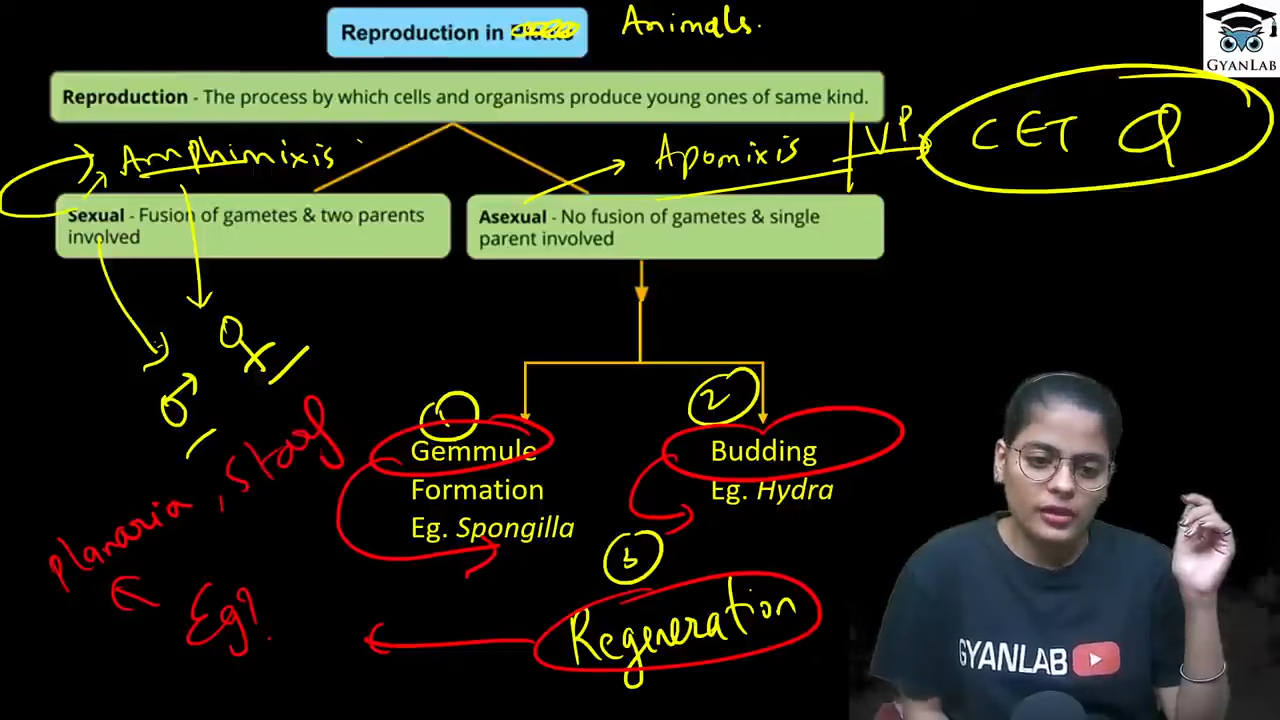 Reproduction in Plants Animals.
GYANLAB
Reproduction - The process by which cells and organisms produce young ones of same kind.
Amphimixis
Apomixis
VP
CET Q
Sexual - Fusion of gametes & two parents
involved
Asexual - No fusion of gametes & single
parent involved
♀
♂
1
2
Gemmule
Formation
Eg. Spongilla
Budding
Eg. Hydra
planaria,
Eg?
Regeneration
GYANLAB